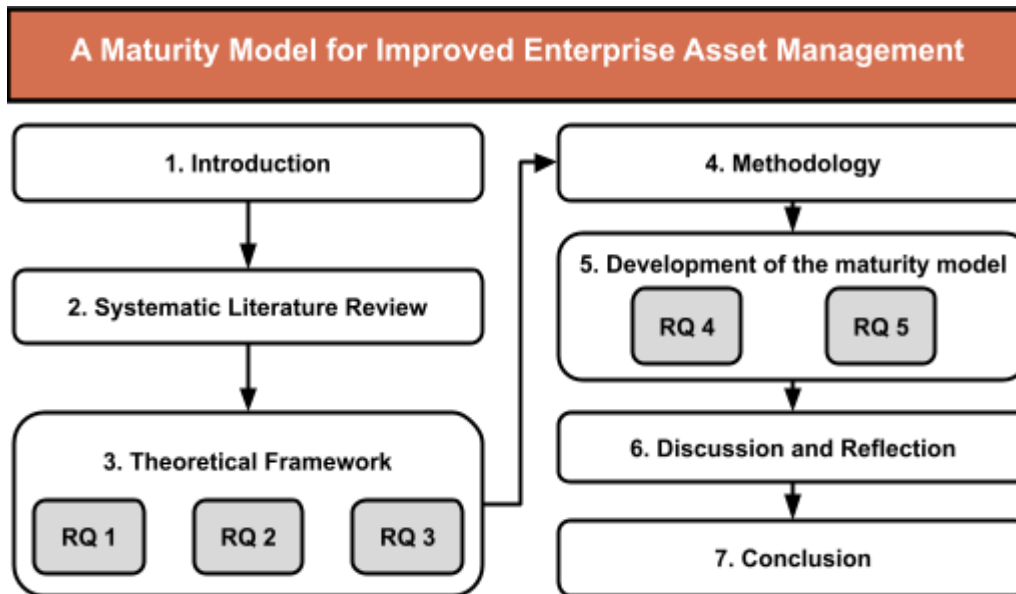 A Maturity Model for Improved Enterprise Asset Management
1. Introduction
2. Systematic Literature Review
3. Theoretical Framework
RQ 1
RQ 2
RQ 3
4. Methodology
5. Development of the maturity model
RQ 4
RQ 5
6. Discussion and Reflection
7. Conclusion